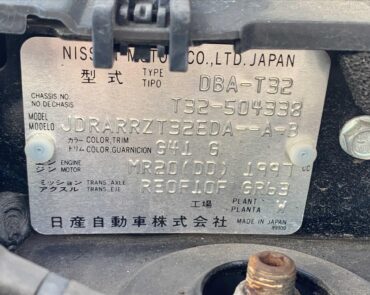 NISSAN MOTOR CO., LTD. JAPAN
型式 TYPE TIPO DBA-T32
CHASSIS NO. NO. DE CHASIS T32-504338
MODEL MODELO JDRARRZT32EDA--A-3
カラー トリム COLOR, TRIM COLOR, GUARNICION G41 G
エンジン ENGINE MOTOR MR20(DD) 1997 cc
ミッション アクスル TRANS. AXLE TRANS. EJE RE0F10F GR63
工場 PLANT PLANTA W
日産自動車株式会社 MADE IN JAPAN